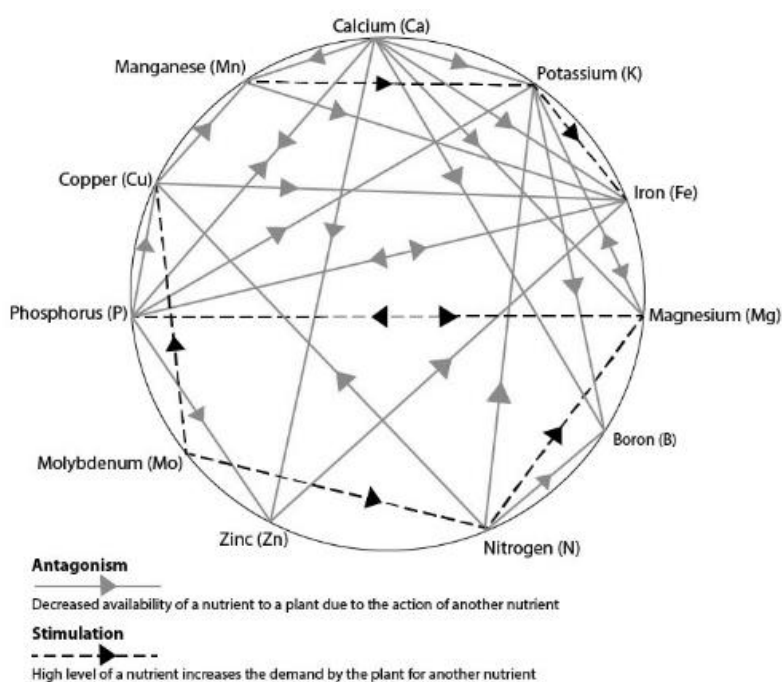 Calcium (Ca)
Manganese (Mn)
Potassium (K)
Copper (Cu)
Iron (Fe)
Phosphorus (P)
Magnesium (Mg)
Boron (B)
Molybdenum (Mo)
Zinc (Zn)
Nitrogen (N)
Antagonism
Decreased availability of a nutrient to a plant due to the action of another nutrient
Stimulation
High level of a nutrient increases the demand by the plant for another nutrient